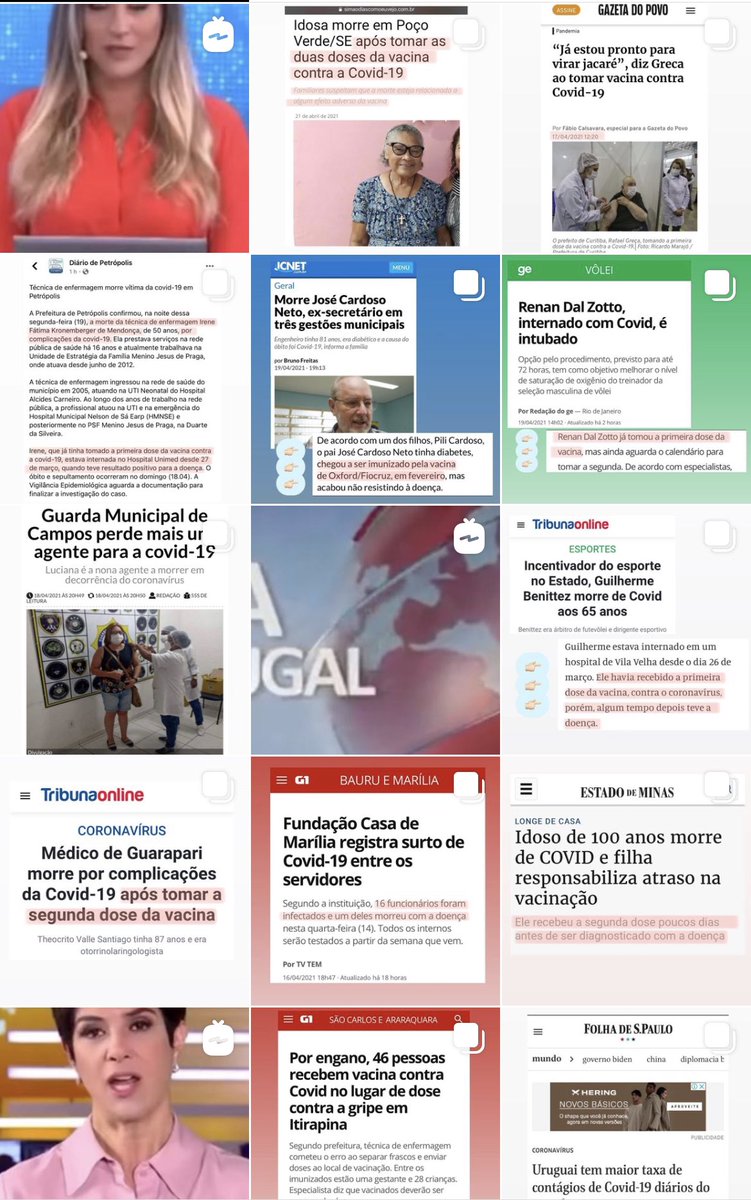 simaodiascomoeuvejo.com.br
Idosa morre em Poço
Verde/SE após tomar as
duas doses da vacina
contra a Covid-19
Familiares suspeitam que a morte esteja relacionada a
algum efeito adverso da vacina
21 de abril de 2021
ASSINE
GAZETA DO POVO
Pandemia
“Já estou pronto para
virar jacaré”, diz Greca
ao tomar vacina contra
Covid-19
Por Fábio Calsavara, especial para a Gazeta do Povo
17/04/2021 12:20
O prefeito de Curitiba, Rafael Greca, tomando a primeira
dose da vacina contra a Covid-19.| Foto: Ricardo Marajó /
Prefeitura de Curitiba
Diário de Petrópolis
1 h
Técnica de enfermagem morre vítima da covid-19 em
Petrópolis
A Prefeitura de Petrópolis confirmou, na noite dessa
segunda-feira (19), a morte da técnica de enfermagem Irene
Fátima Kronemberger de Mendonça, de 50 anos, por
complicações da covid-19. Ela prestava serviços na rede
pública de saúde há 16 anos e atualmente trabalhava na
Unidade de Estratégia da Família Menino Jesus de Praga,
onde atuava desde junho de 2012.
A técnica de enfermagem ingressou na rede de saúde do
município em 2005, atuando na UTI Neonatal do Hospital
Alcides Carneiro. Ao longo dos anos de trabalho na rede
pública, a profissional atuou na UTI e na emergência do
Hospital Municipal Nelson de Sá Earp (HMNSE) e
posteriormente no PSF Menino Jesus de Praga, na Duarte
da Silveira.
Irene, que já tinha tomado a primeira dose da vacina contra
a covid-19, estava internada no Hospital Unimed desde 27
de março, quando teve resultado positivo para a doença. O
óbito e sepultamento ocorreram no domingo (18.04). A
Vigilância Epidemiológica aguarda a documentação para
finalizar a investigação do caso.
JCNET
MENU
Geral
Morre José Cardoso
Neto, ex-secretário em
três gestões municipais
Engenheiro tinha 81 anos, era diabético e a causa do
óbito foi Covid-19, informa a família
por Bruno Freitas
19/04/2021 - 19h13
De acordo com um dos filhos, Pili Cardoso,
o pai José Cardoso Neto tinha diabetes,
chegou a ser imunizado pela vacina
de Oxford/Fiocruz, em fevereiro, mas
acabou não resistindo à doença.
ge
VÔLEI
Renan Dal Zotto,
internado com Covid, é
intubado
Opção pelo procedimento, previsto para até
72 horas, tem como objetivo melhorar o nível
de saturação de oxigênio do treinador da
seleção masculina de vôlei
Por Redação do ge — Rio de Janeiro
19/04/2021 14h02 · Atualizado há 2 horas
Renan Dal Zotto já tomou a primeira dose da
vacina, mas ainda aguarda o calendário para
tomar a segunda. De acordo com especialistas,
Guarda Municipal de
Campos perde mais um
agente para a covid-19
Luciana é a nona agente a morrer em
decorrência do coronavírus
18/04/2021 ÀS 20H49 18/04/2021 ÀS 20H50 REDAÇÃO 555 DE
LEITURA
Divulgação
A
UGAL
Tribunaonline
ESPORTES
Incentivador do esporte
no Estado, Guilherme
Benittez morre de Covid
aos 65 anos
Benittez era árbitro de futevôlei e dirigente esportivo
Guilherme estava internado em um
hospital de Vila Velha desde o dia 26 de
março. Ele havia recebido a primeira
dose da vacina, contra o coronavírus,
porém, algum tempo depois teve a
doença.
Tribunaonline
CORONAVÍRUS
Médico de Guarapari
morre por complicações
da Covid-19 após tomar a
segunda dose da vacina
Theocrito Valle Santiago tinha 87 anos e era
otorrinolaringologista
G1
BAURU E MARÍLIA
Fundação Casa de
Marília registra surto de
Covid-19 entre os
servidores
Segundo a instituição, 16 funcionários foram
infectados e um deles morreu com a doença
nesta quarta-feira (14). Todos os internos
serão testados a partir da semana que vem.
Por TV TEM
16/04/2021 18h47 · Atualizado há 18 horas
ESTADO DE MINAS
LONGE DE CASA
Idoso de 100 anos morre
de COVID e filha
responsabiliza atraso na
vacinação
Ele recebeu a segunda dose poucos dias
antes de ser diagnosticado com a doença
G1
SÃO CARLOS E ARARAQUARA
Por engano, 46 pessoas
recebem vacina contra
Covid no lugar de dose
contra a gripe em
Itirapina
Segundo prefeitura, técnica de enfermagem
cometeu o erro ao separar frascos e enviar
doses ao local de vacinação. Entre os
imunizados estão uma gestante e 28 crianças.
Especialista diz que vacinados deverão ser
FOLHA DE S.PAULO
mundo governo biden china diplomacia
HERING
NOVOS BÁSICOS
O shape que você já conhece,
agora em novas versões
APROVEITE
PUBLICIDADE
CORONAVÍRUS
Uruguai tem maior taxa de
contágios de Covid-19 diários do